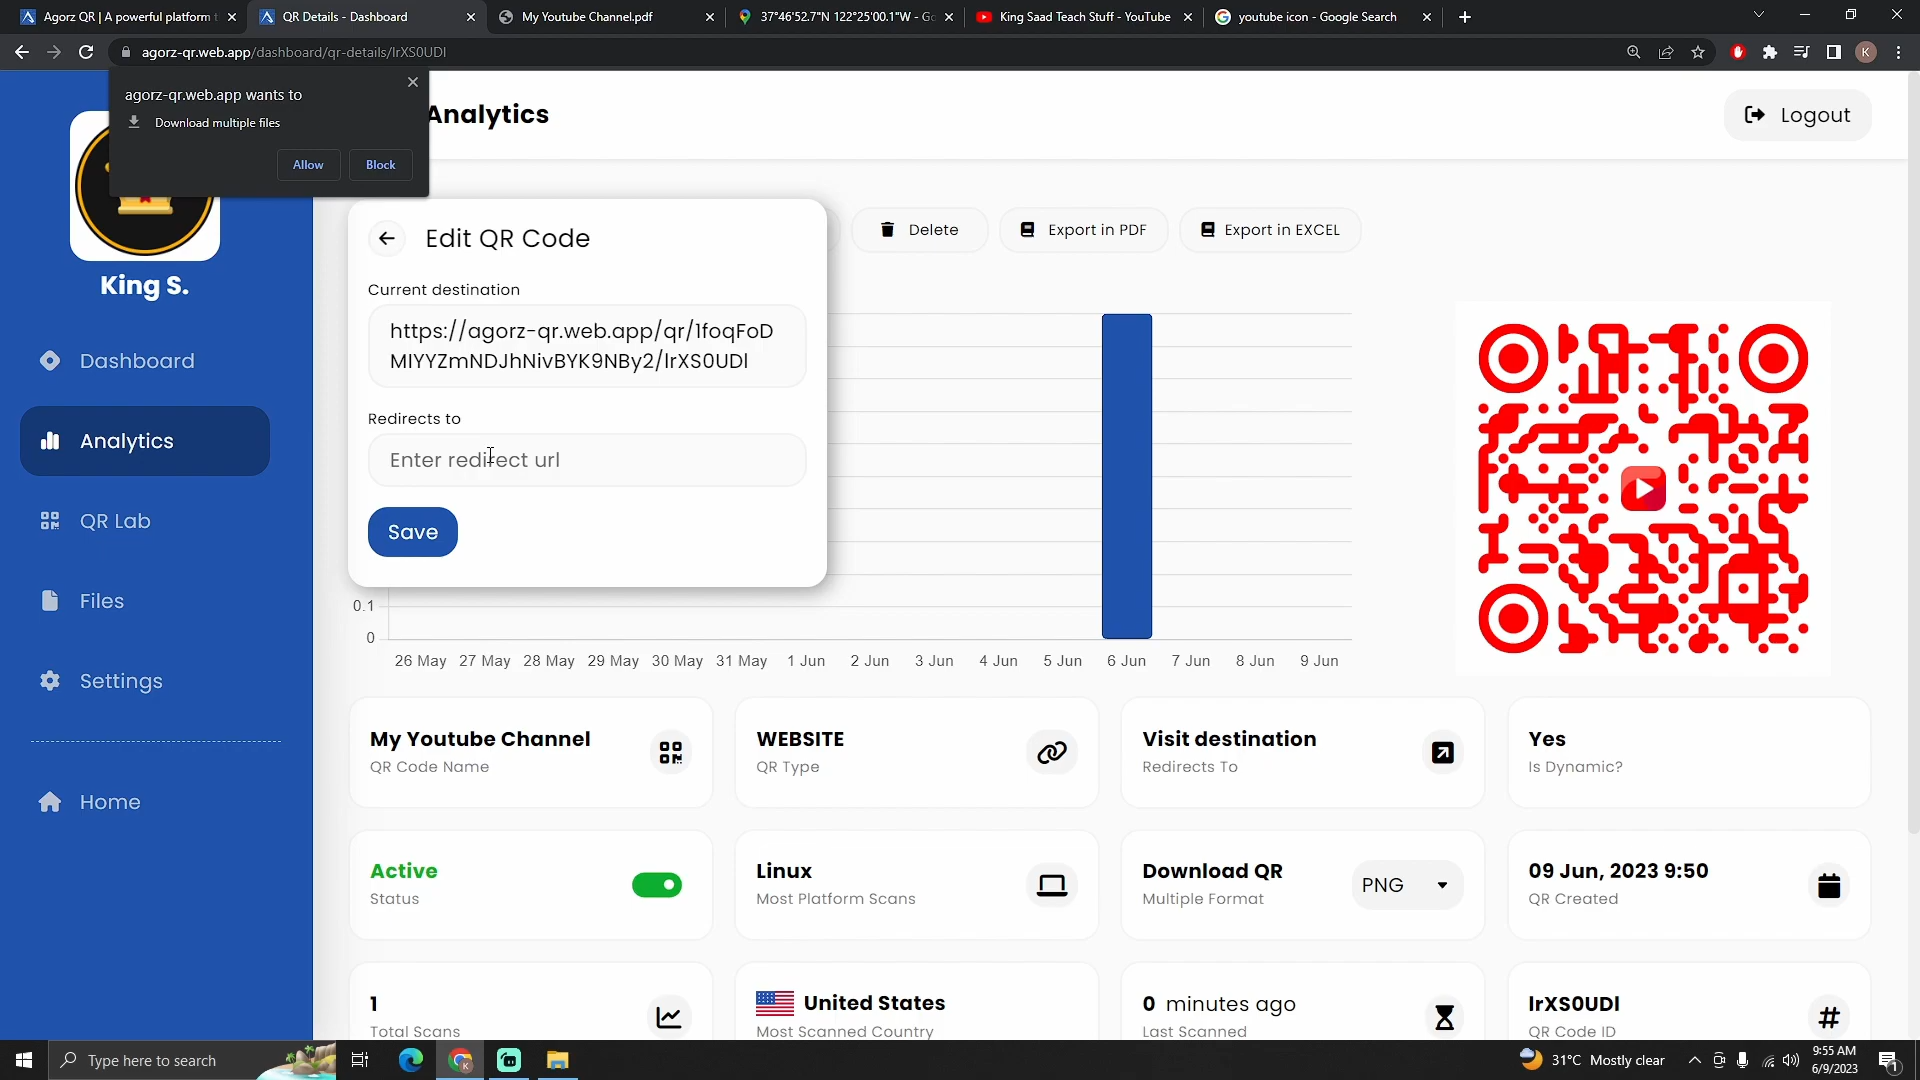 Agorz QR | A powerful platform t
QR Details - Dashboard
My Youtube Channel.pdf
37°46'52.7"N 122°25'00.1"W - Go
King Saad Teach Stuff - YouTube
youtube icon - Google Search
agorz-qr.web.app/dashboard/qr-details/lrXS0UDl
K
agorz-qr.web.app wants to
Download multiple files
Allow
Block
Analytics
Logout
King S.
Dashboard
Analytics
QR Lab
Files
Settings
Home
Edit QR Code
Current destination
https://agorz-qr.web.app/qr/1foqFoD
MIYYZmNDJhNivBYK9NBy2/lrXS0UDl
Redirects to
Enter redirect url
Save
Delete
Export in PDF
Export in EXCEL
0.1
0
26 May 27 May 28 May 29 May 30 May 31 May 1 Jun 2 Jun 3 Jun 4 Jun 5 Jun 6 Jun 7 Jun 8 Jun 9 Jun
My Youtube Channel
QR Code Name
WEBSITE
QR Type
Visit destination
Redirects To
Yes
Is Dynamic?
Active
Status
Linux
Most Platform Scans
Download QR
Multiple Format
PNG
09 Jun, 2023 9:50
QR Created
1
Total Scans
United States
Most Scanned Country
0 minutes ago
Last Scanned
lrXS0UDl
QR Code ID
Type here to search
31°C Mostly clear
9:55 AM
6/9/2023
1